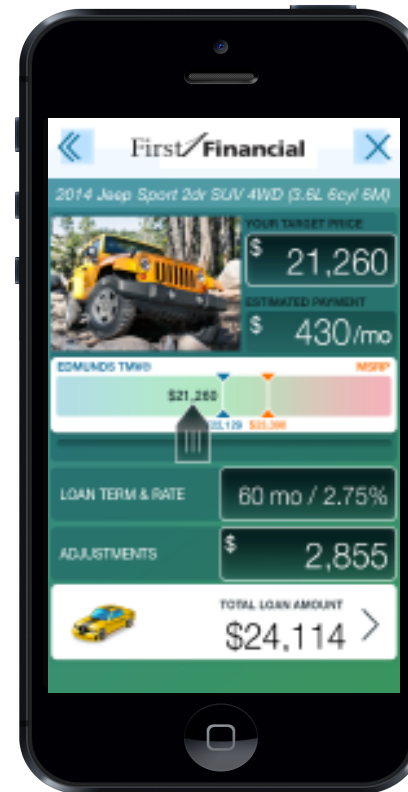 First Financial
2014 Jeep Sport 2dr SUV 4WD (3.6L 6cyl 6M)
YOUR TARGET PRICE
$ 21,260
ESTIMATED PAYMENT
$ 430/mo
EDMUNDS TMV® MSRP
$21,260
LOAN TERM & RATE 60 mo / 2.75%
ADJUSTMENTS $ 2,855
TOTAL LOAN AMOUNT
$24,114